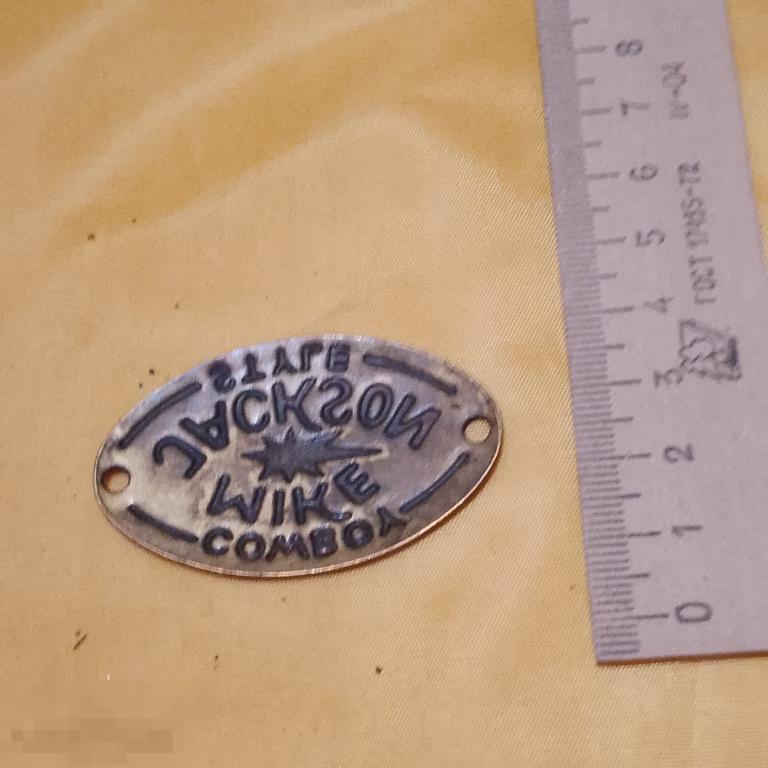 COWBOY
MIKE
JACKSON
STYLE
0 1 2 3 4 5 6 7 8
ГОСТ 17435-72